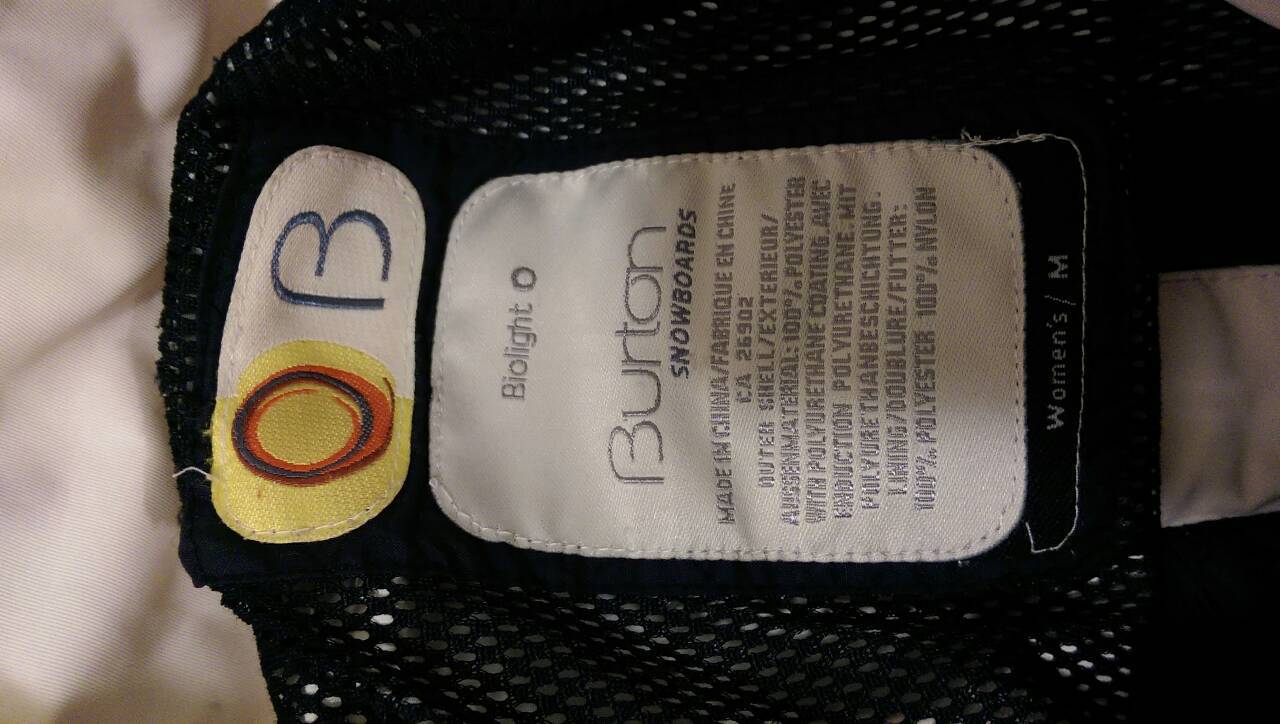 OB
Biolight O
Burton
SNOWBOARDS
MADE IN CHINA/FABRIQUE EN CHINE
CA 26902
OUTER SHELL/EXTERIEUR/
AUSSENMATERIAL:100% POLYESTER
WITH POLYURETHANE COATING.AVEC
ENDUCTION POLYURETHANE.MIT
POLYURETHANBESCHICHTUNG.
LINING/DOUBLURE/FUTTER:
100% POLYESTER 100% NYLON
Women's/ M